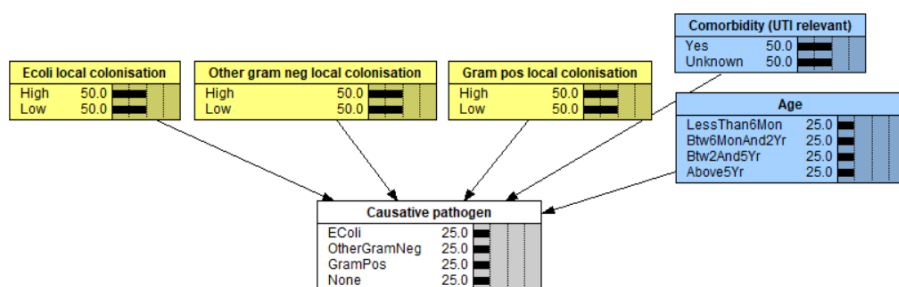 Comorbidity (UTI relevant)
Yes 50.0
Unknown 50.0
Ecoli local colonisation
High 50.0
Low 50.0
Other gram neg local colonisation
High 50.0
Low 50.0
Gram pos local colonisation
High 50.0
Low 50.0
Age
LessThan6Mon 25.0
Btw6MonAnd2Yr 25.0
Btw2And5Yr 25.0
Above5Yr 25.0
Causative pathogen
EColi 25.0
OtherGramNeg 25.0
GramPos 25.0
None 25.0